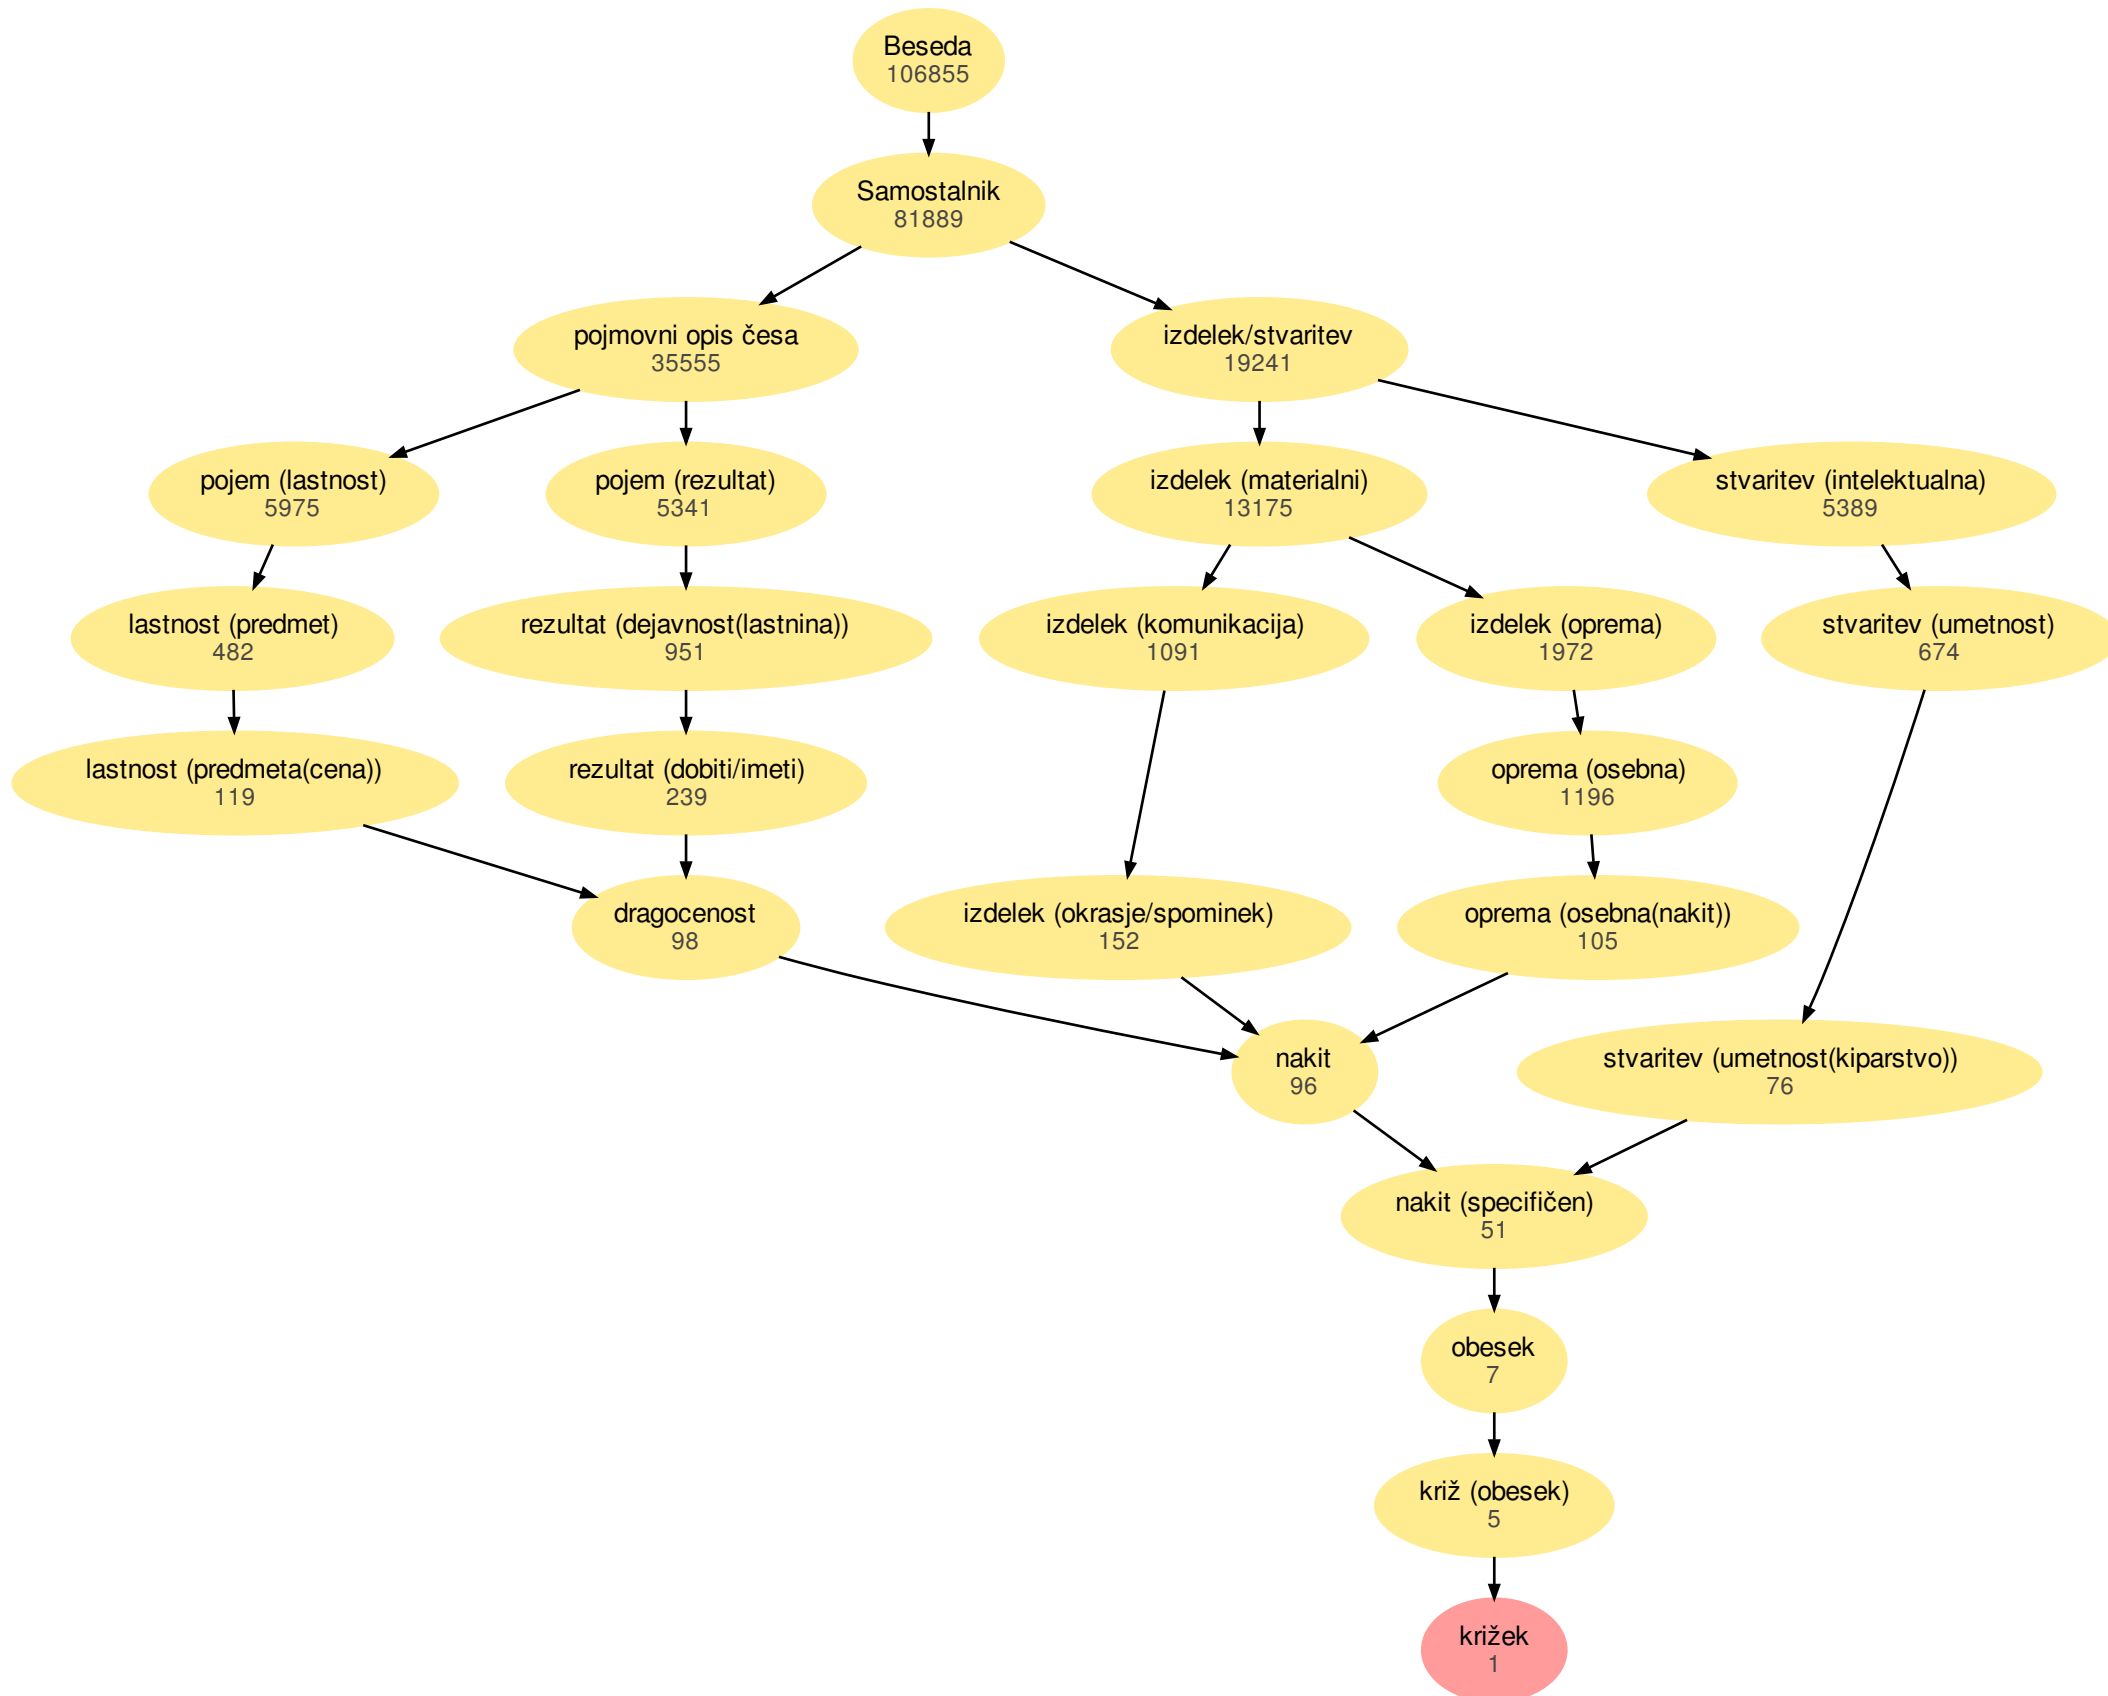 Beseda
106855
Samostalnik
81889
pojmovni opis česa
35555
izdelek/stvaritev
19241
pojem (lastnost)
5975
pojem (rezultat)
5341
izdelek (materialni)
13175
stvaritev (intelektualna)
5389
lastnost (predmet)
482
rezultat (dejavnost(lastnina))
951
izdelek (komunikacija)
1091
izdelek (oprema)
1972
stvaritev (umetnost)
674
lastnost (predmeta(cena))
119
rezultat (dobiti/imeti)
239
oprema (osebna)
1196
dragocenost
98
izdelek (okrasje/spominek)
152
oprema (osebna(nakit))
105
nakit
96
stvaritev (umetnost(kiparstvo))
76
nakit (specifičen)
51
obesek
7
križ (obesek)
5
križek
1